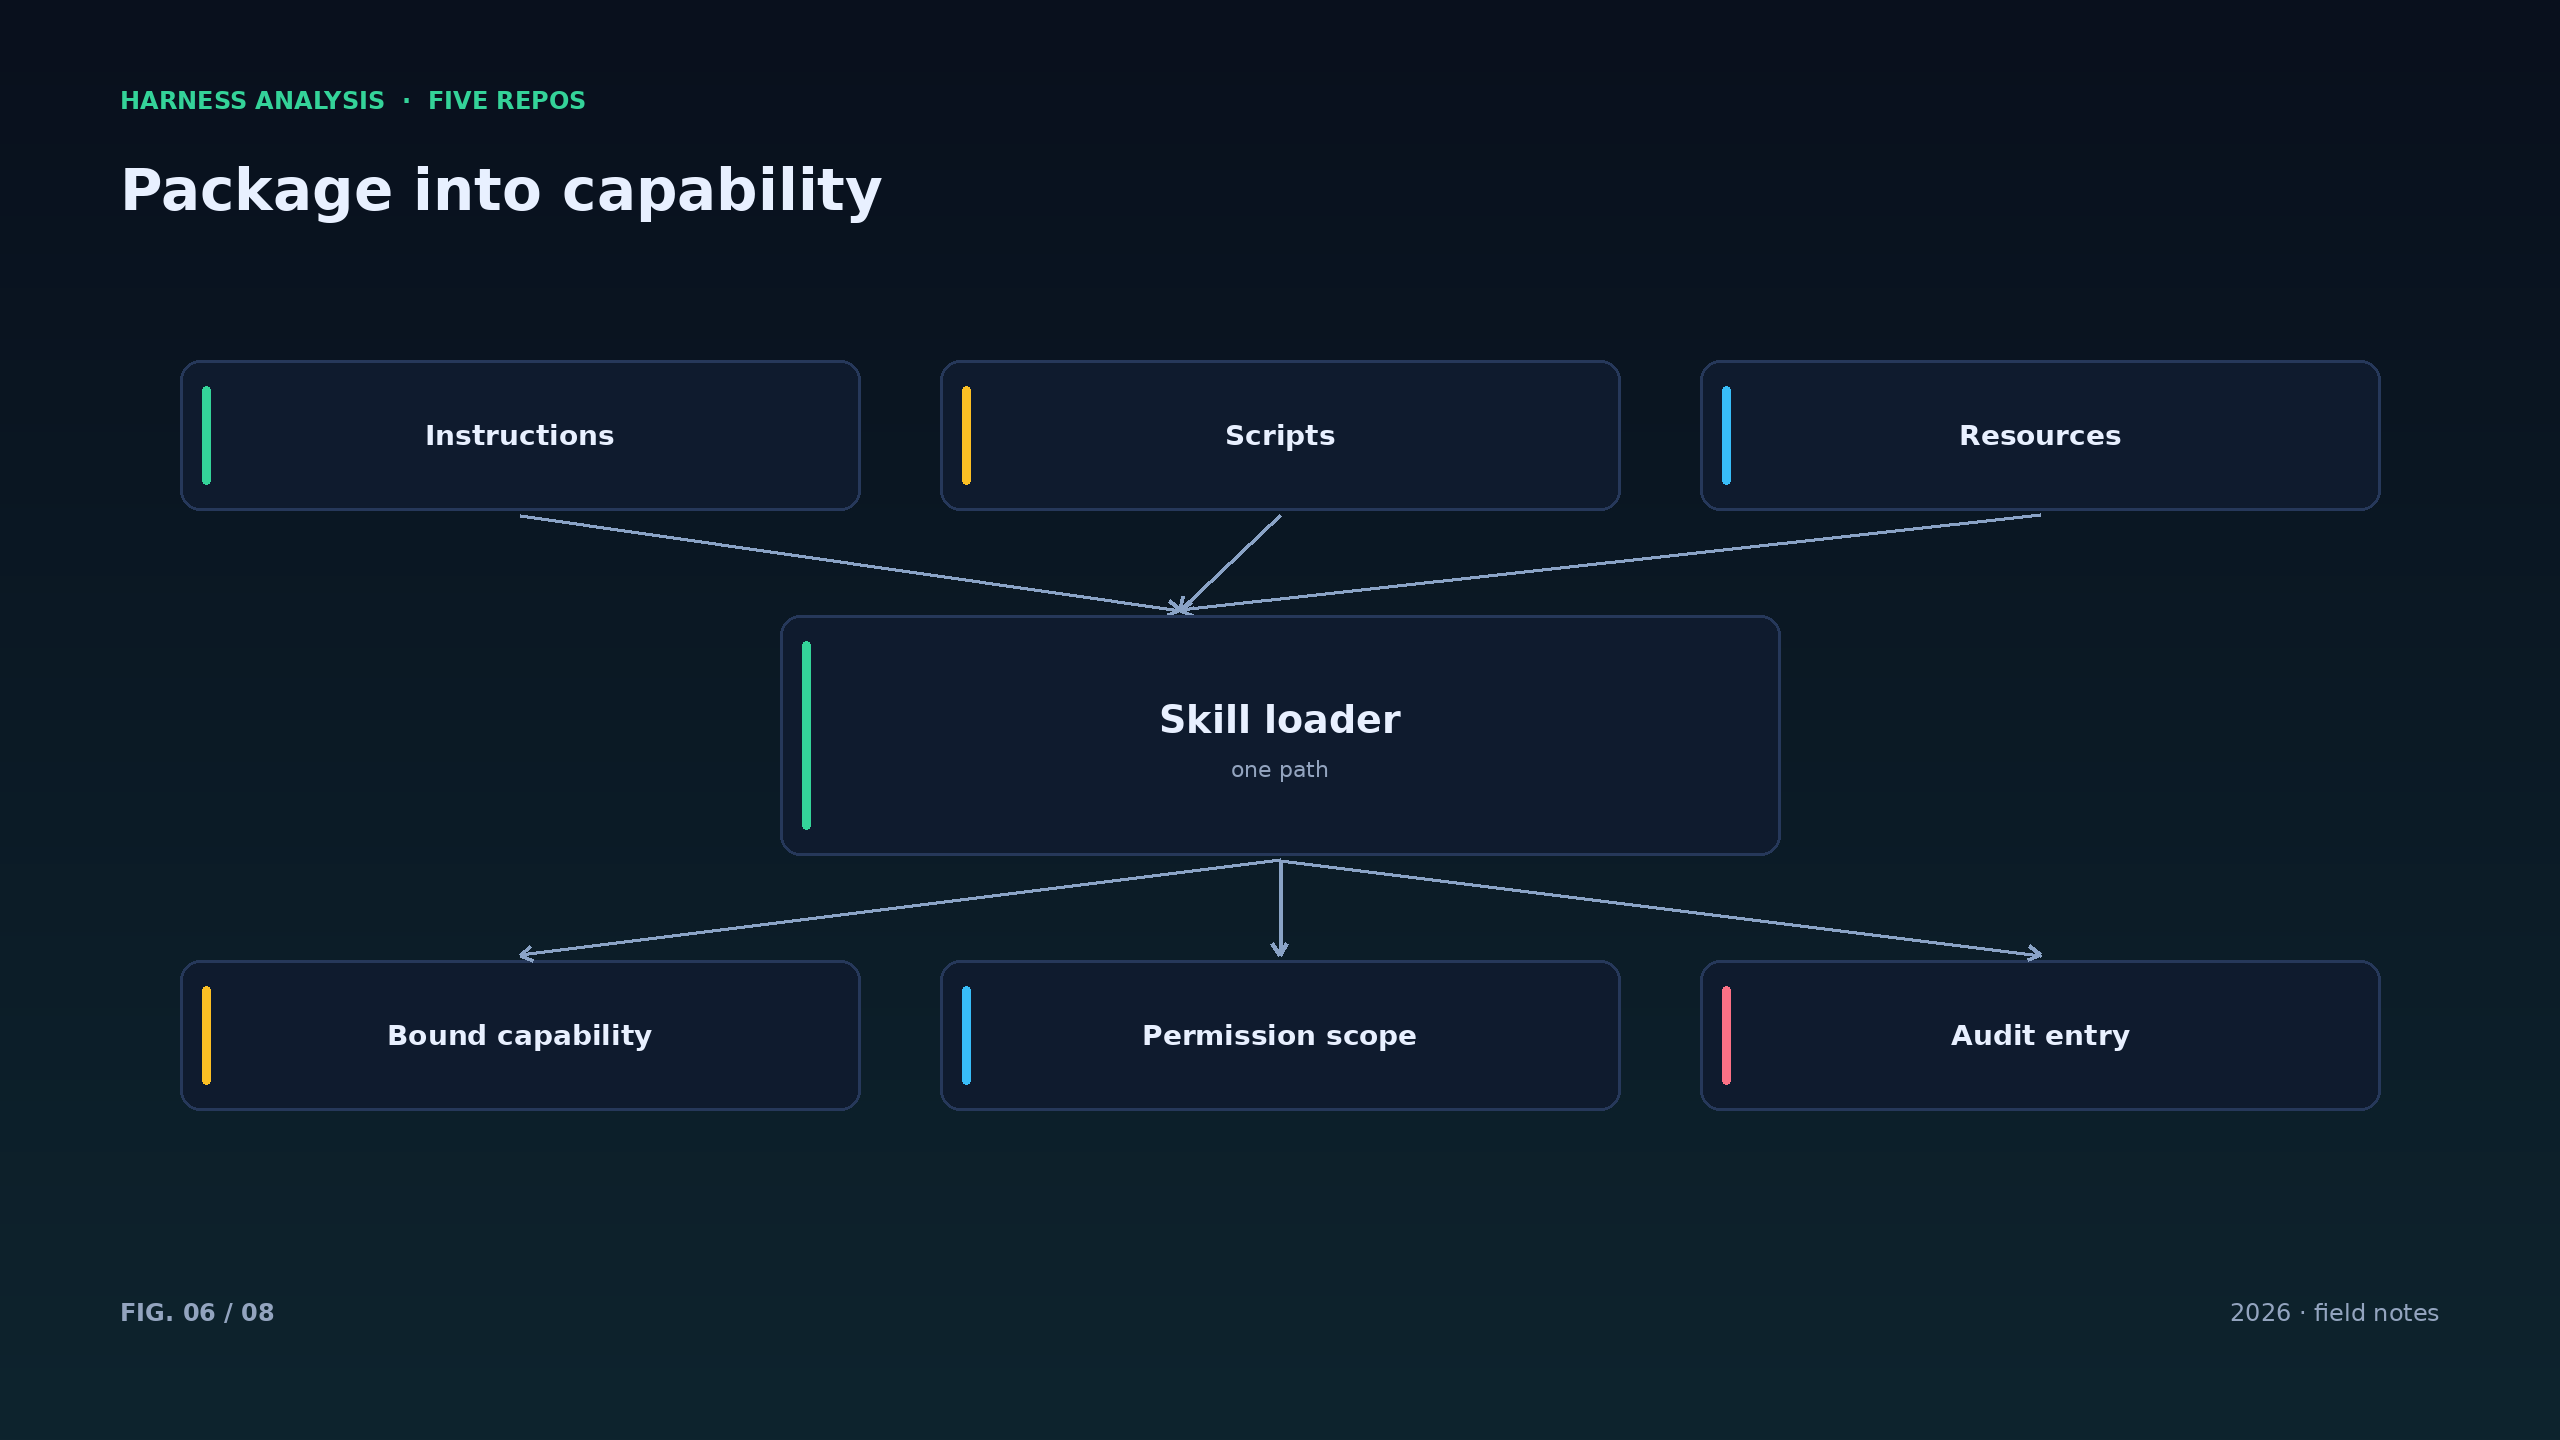 HARNESS ANALYSIS · FIVE REPOS
Package into capability
Instructions
Scripts
Resources
Skill loader
one path
Bound capability
Permission scope
Audit entry
FIG. 06 / 08
2026 · field notes